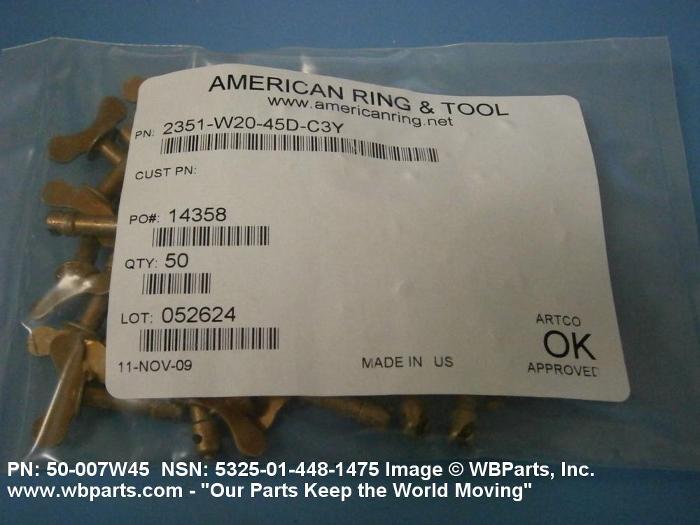 AMERICAN RING & TOOL
www.americanring.net
PN: 2351-W20-45D-C3Y
CUST PN:
PO#: 14358
QTY: 50
LOT: 052624
11-NOV-09
MADE IN US
ARTCO
OK
APPROVED
PN: 50-007W45 NSN: 5325-01-448-1475 Image © WBParts, Inc.
www.wbparts.com - "Our Parts Keep the World Moving"